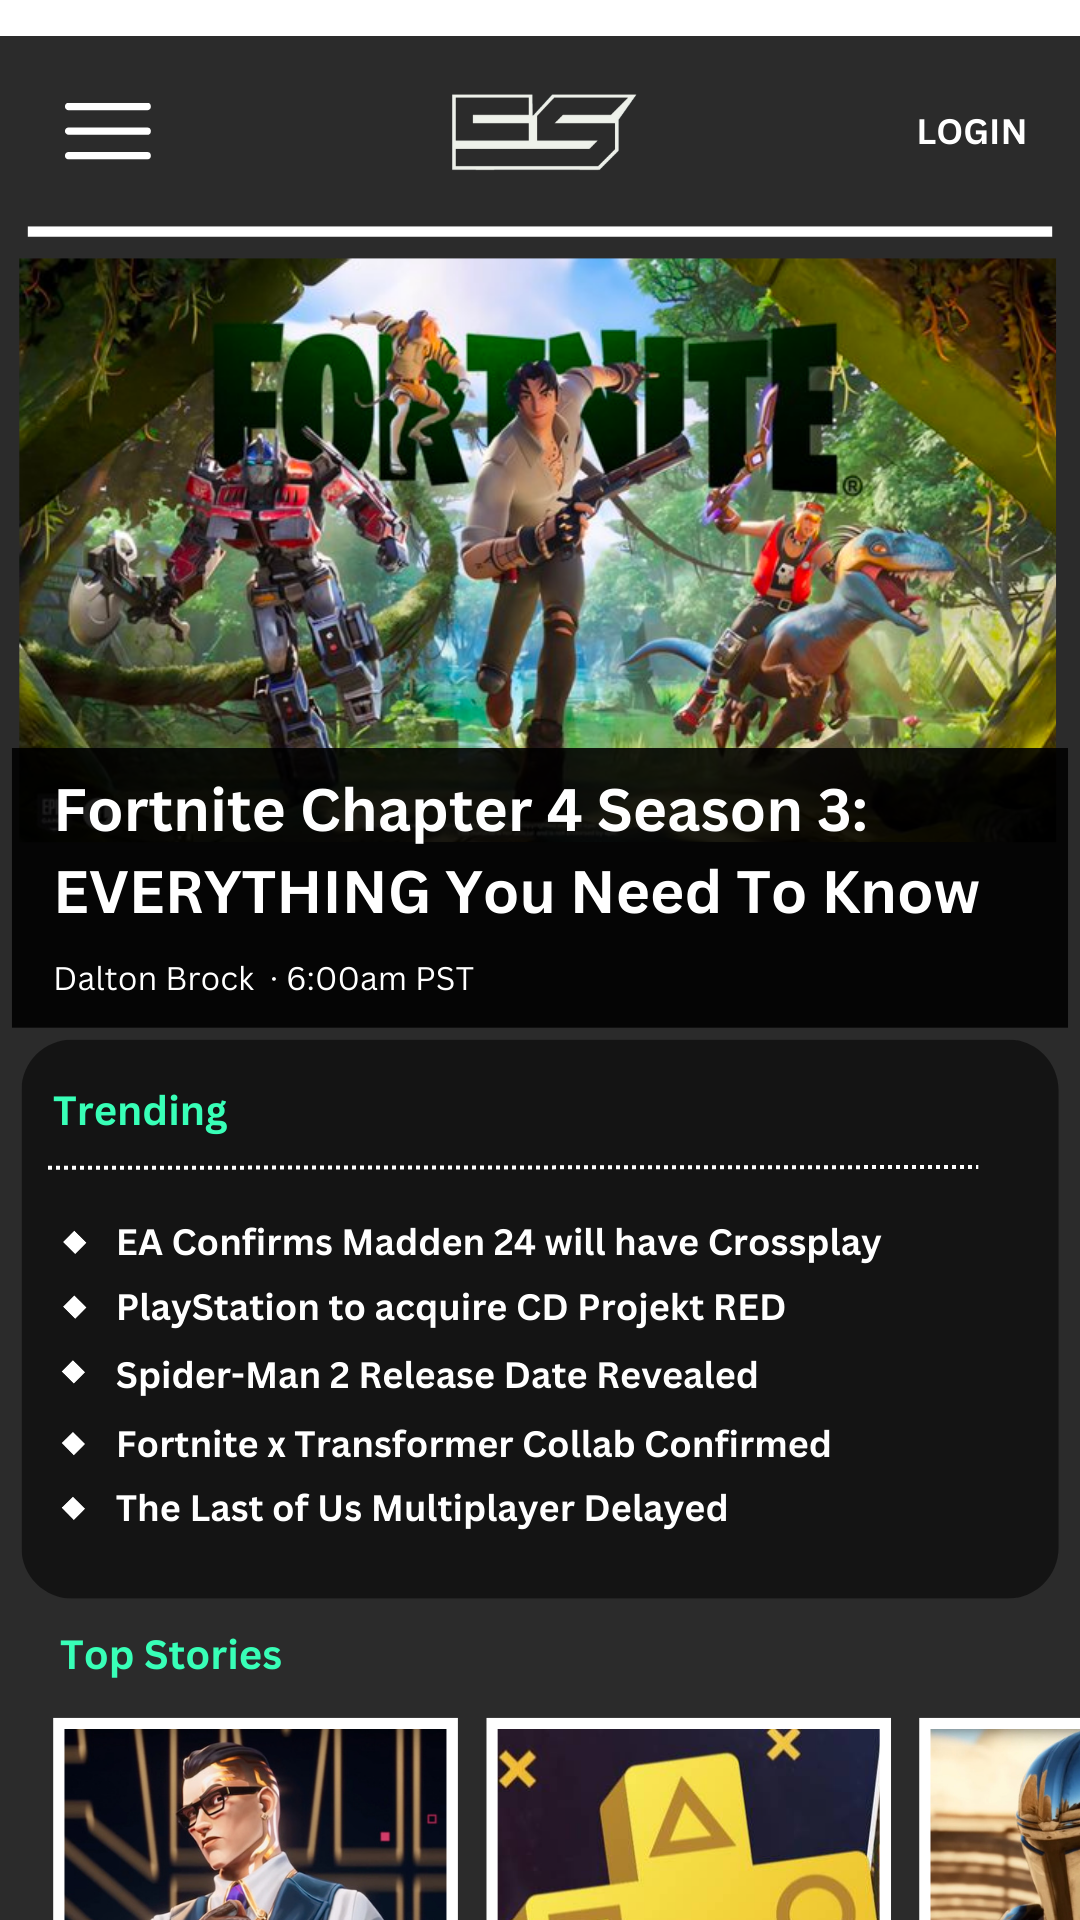 ES
LOGIN
FORTNITE
®
Fortnite Chapter 4 Season 3:
EVERYTHING You Need To Know
Dalton Brock · 6:00am PST
Trending
EA Confirms Madden 24 will have Crossplay
PlayStation to acquire CD Projekt RED
Spider-Man 2 Release Date Revealed
Fortnite x Transformer Collab Confirmed
The Last of Us Multiplayer Delayed
Top Stories